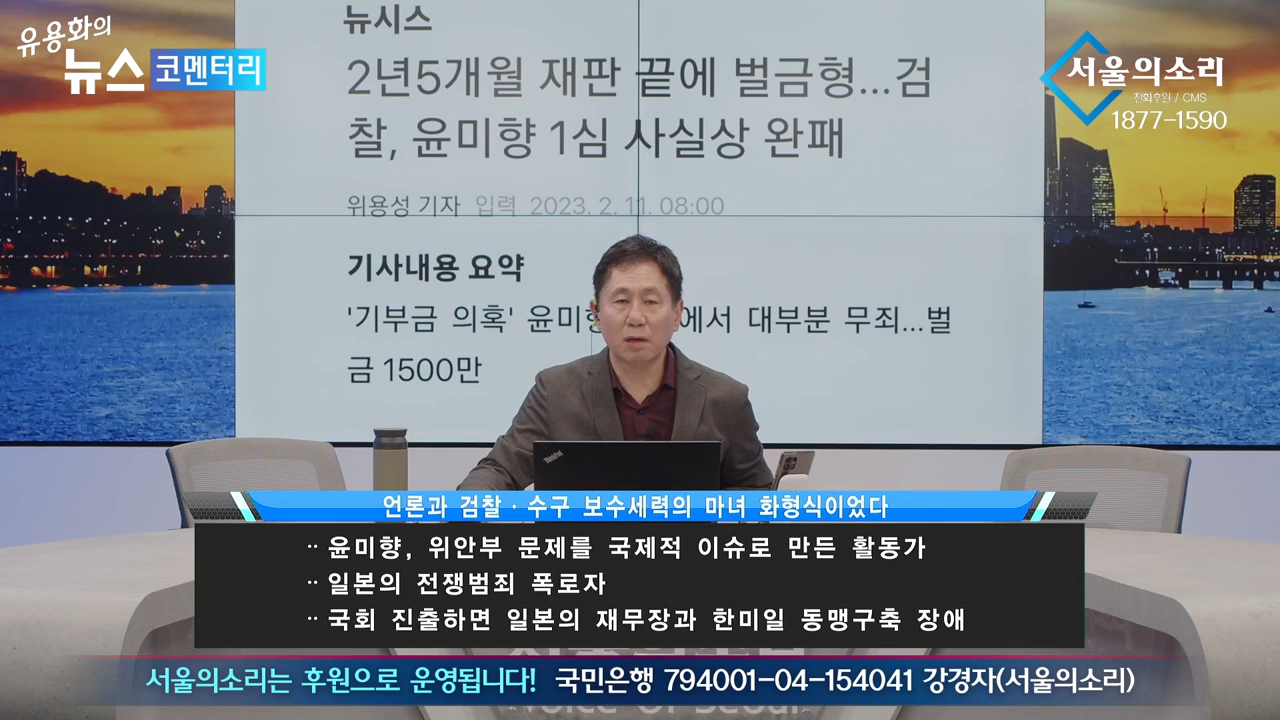 유용화의
뉴스 코멘터리
서울의소리
전화후원 / CMS
1877-1590
뉴시스
2년5개월 재판 끝에 벌금형...검
찰, 윤미향 1심 사실상 완패
위용성 기자 입력 2023. 2. 11. 08:00
기사내용 요약
'기부금 의혹' 윤미향 에서 대부분 무죄...벌
금 1500만
ThinkPad
언론과 검찰·수구 보수세력의 마녀 화형식이었다
·· 윤미향, 위안부 문제를 국제적 이슈로 만든 활동가
·· 일본의 전쟁범죄 폭로자
·· 국회 진출하면 일본의 재무장과 한미일 동맹구축 장애
서울의소리는 후원으로 운영됩니다! 국민은행 794001-04-154041 강경자(서울의소리)
Voice of Seoul